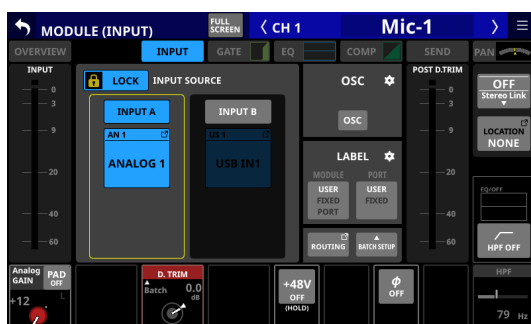 MODULE (INPUT)
FULL
SCREEN
CH 1
Mic-1
OVERVIEW
INPUT
GATE
EQ
COMP
SEND
PAN
INPUT
0
3
9
20
40
60
LOCK
INPUT SOURCE
INPUT A
INPUT B
AN 1
ANALOG 1
US 1
USB IN1
OSC
OSC
LABEL
MODULE
PORT
USER
FIXED
PORT
USER
FIXED
ROUTING
BATCH SETUP
POST D.TRIM
0
3
9
20
40
60
OFF
Stereo Link
LOCATION
NONE
EQ/OFF
HPF OFF
Analog
GAIN
PAD
OFF
+12
L
D. TRIM
Batch
0.0
dB
+48V
OFF
(HOLD)
φ
OFF
HPF
79 Hz